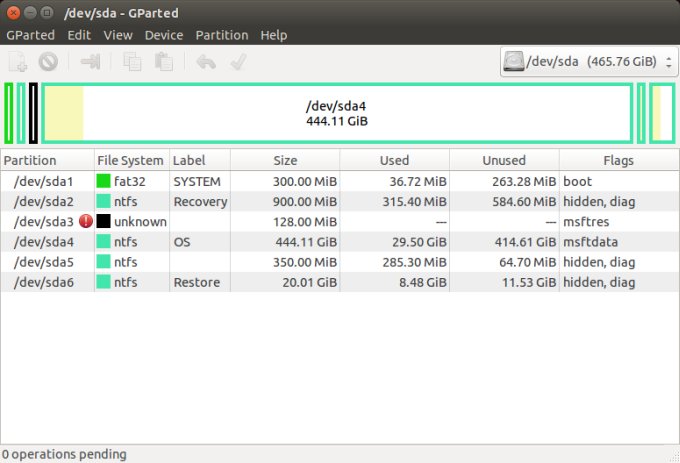 /dev/sda - GParted
GParted Edit View Device Partition Help
/dev/sda (465.76 GiB)
/dev/sda4
444.11 GiB
Partition File System Label Size Used Unused Flags
/dev/sda1 fat32 SYSTEM 300.00 MiB 36.72 MiB 263.28 MiB boot
/dev/sda2 ntfs Recovery 900.00 MiB 315.40 MiB 584.60 MiB hidden, diag
/dev/sda3 unknown 128.00 MiB --- --- msftres
/dev/sda4 ntfs OS 444.11 GiB 29.50 GiB 414.61 GiB msftdata
/dev/sda5 ntfs 350.00 MiB 285.30 MiB 64.70 MiB hidden, diag
/dev/sda6 ntfs Restore 20.01 GiB 8.48 GiB 11.53 GiB hidden, diag
0 operations pending